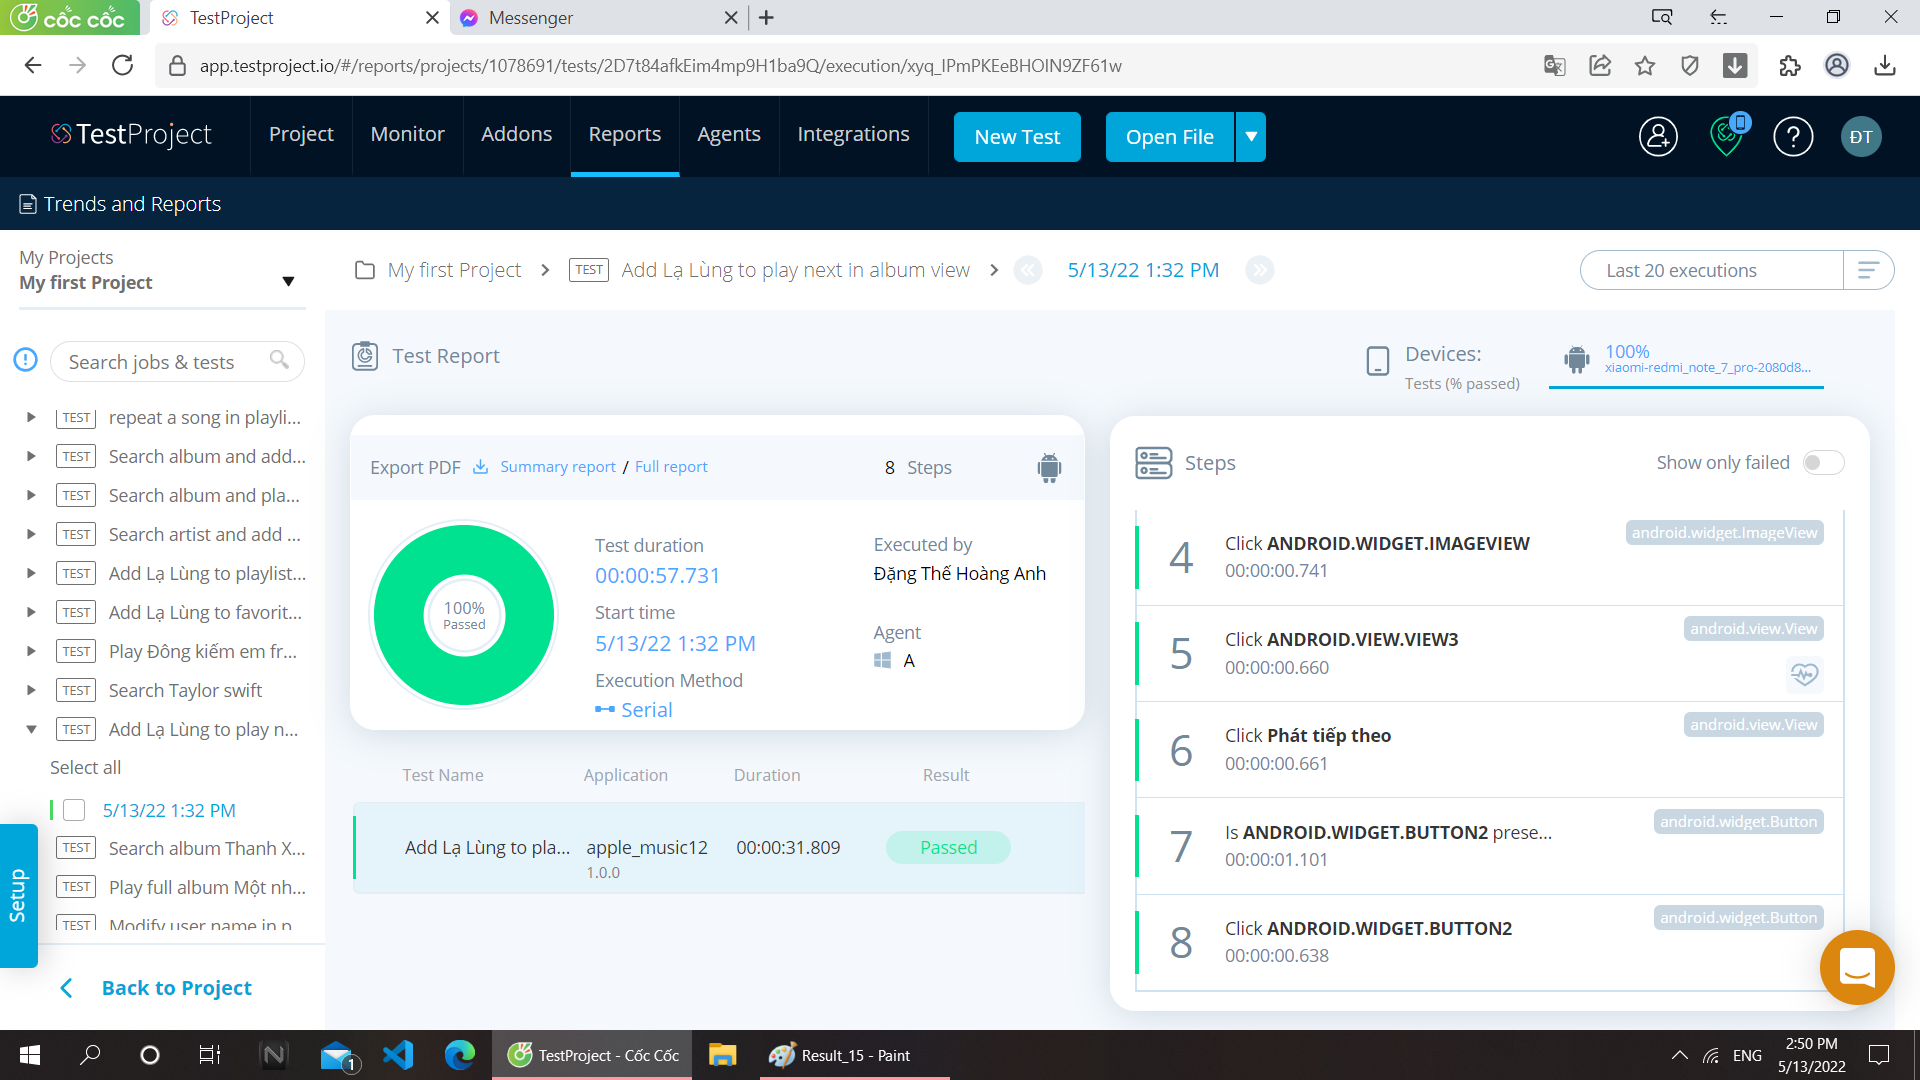 cốc cốc
TestProject
Messenger
app.testproject.io/#/reports/projects/1078691/tests/2D7t84afkEim4mp9H1ba9Q/execution/xyq_IPmPKEeBHOIN9ZF61w
TestProject
Project
Monitor
Addons
Reports
Agents
Integrations
New Test
Open File
ĐT
Trends and Reports
My Projects
My first Project
My first Project
TEST
Add Lạ Lùng to play next in album view
5/13/22 1:32 PM
Last 20 executions
Search jobs & tests
TEST repeat a song in playli...
TEST Search album and add...
TEST Search album and pla...
TEST Search artist and add ...
TEST Add Lạ Lùng to playlist...
TEST Add Lạ Lùng to favorit...
TEST Play Đông kiếm em fr...
TEST Search Taylor swift
TEST Add Lạ Lùng to play n...
Select all
5/13/22 1:32 PM
TEST Search album Thanh X...
TEST Play full album Một nh...
TEST Modify user name in p
Setup
Back to Project
Test Report
Devices:
Tests (% passed)
100%
xiaomi-redmi_note_7_pro-2080d8...
Export PDF Summary report / Full report
8 Steps
100%
Passed
Test duration
00:00:57.731
Start time
5/13/22 1:32 PM
Execution Method
Serial
Executed by
Đặng Thế Hoàng Anh
Agent
A
Test Name Application Duration Result
Add Lạ Lùng to pla... apple_music12 00:00:31.809 Passed
1.0.0
Steps
Show only failed
4 Click ANDROID.WIDGET.IMAGEVIEW android.widget.ImageView
00:00:00.741
5 Click ANDROID.VIEW.VIEW3 android.view.View
00:00:00.660
6 Click Phát tiếp theo android.view.View
00:00:00.661
7 Is ANDROID.WIDGET.BUTTON2 prese... android.widget.Button
00:00:01.101
8 Click ANDROID.WIDGET.BUTTON2 android.widget.Button
00:00:00.638
N
1
TestProject - Cốc Cốc
Result_15 - Paint
ENG
2:50 PM
5/13/2022